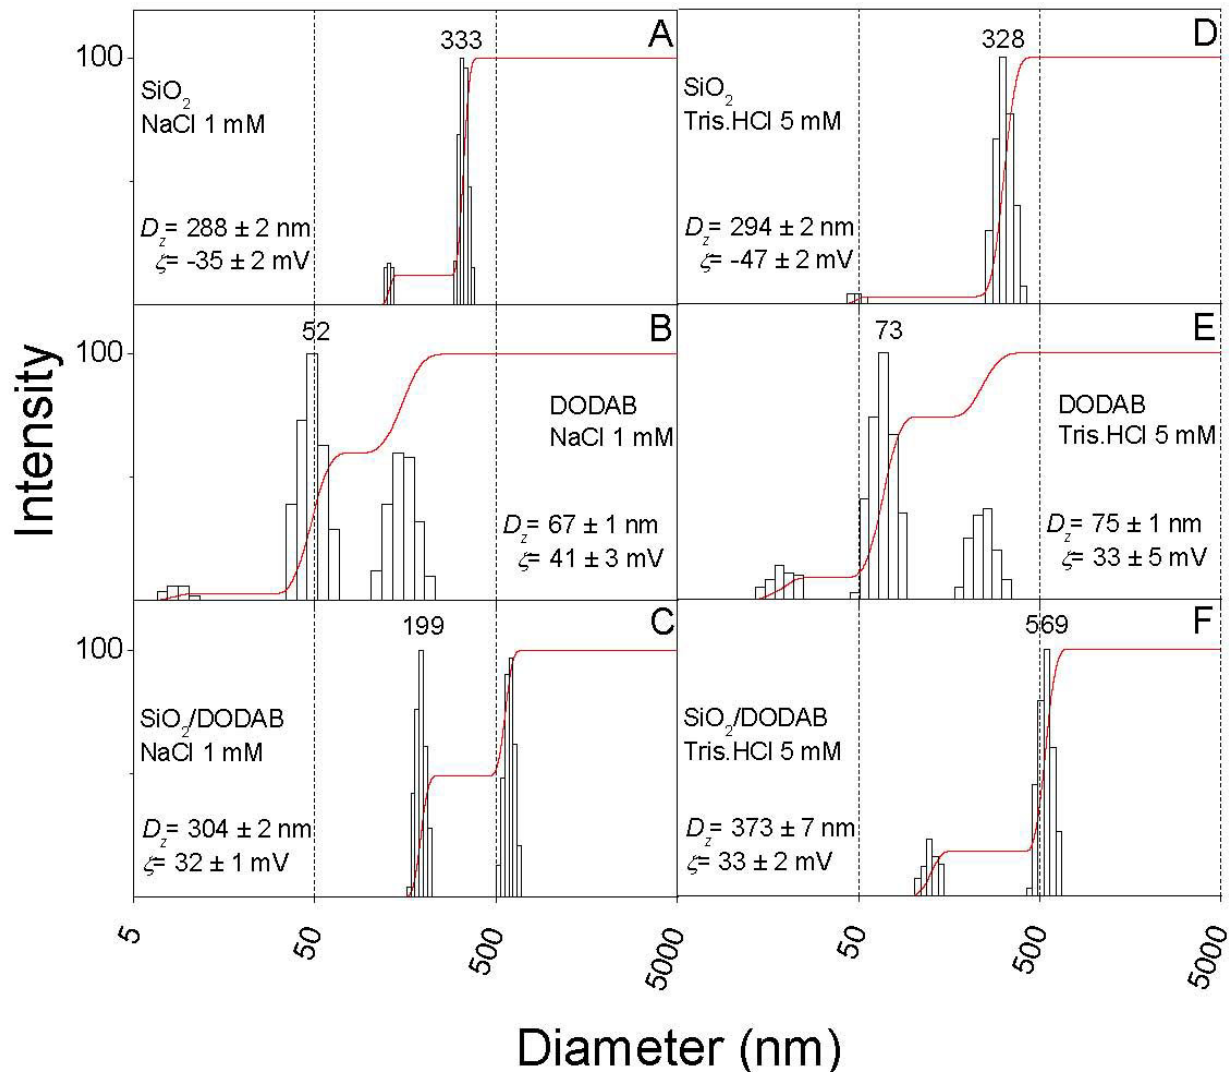 Intensity
100
333
A
SiO2
NaCl 1 mM
Dz= 288 ± 2 nm
ζ= -35 ± 2 mV
328
D
SiO2
Tris.HCl 5 mM
Dz= 294 ± 2 nm
ζ= -47 ± 2 mV
100
52
B
DODAB
NaCl 1 mM
Dz= 67 ± 1 nm
ζ= 41 ± 3 mV
73
E
DODAB
Tris.HCl 5 mM
Dz= 75 ± 1 nm
ζ= 33 ± 5 mV
100
199
C
SiO2/DODAB
NaCl 1 mM
Dz= 304 ± 2 nm
ζ= 32 ± 1 mV
569
F
SiO2/DODAB
Tris.HCl 5 mM
Dz= 373 ± 7 nm
ζ= 33 ± 2 mV
5 50 500 5000 50 500 5000
Diameter (nm)